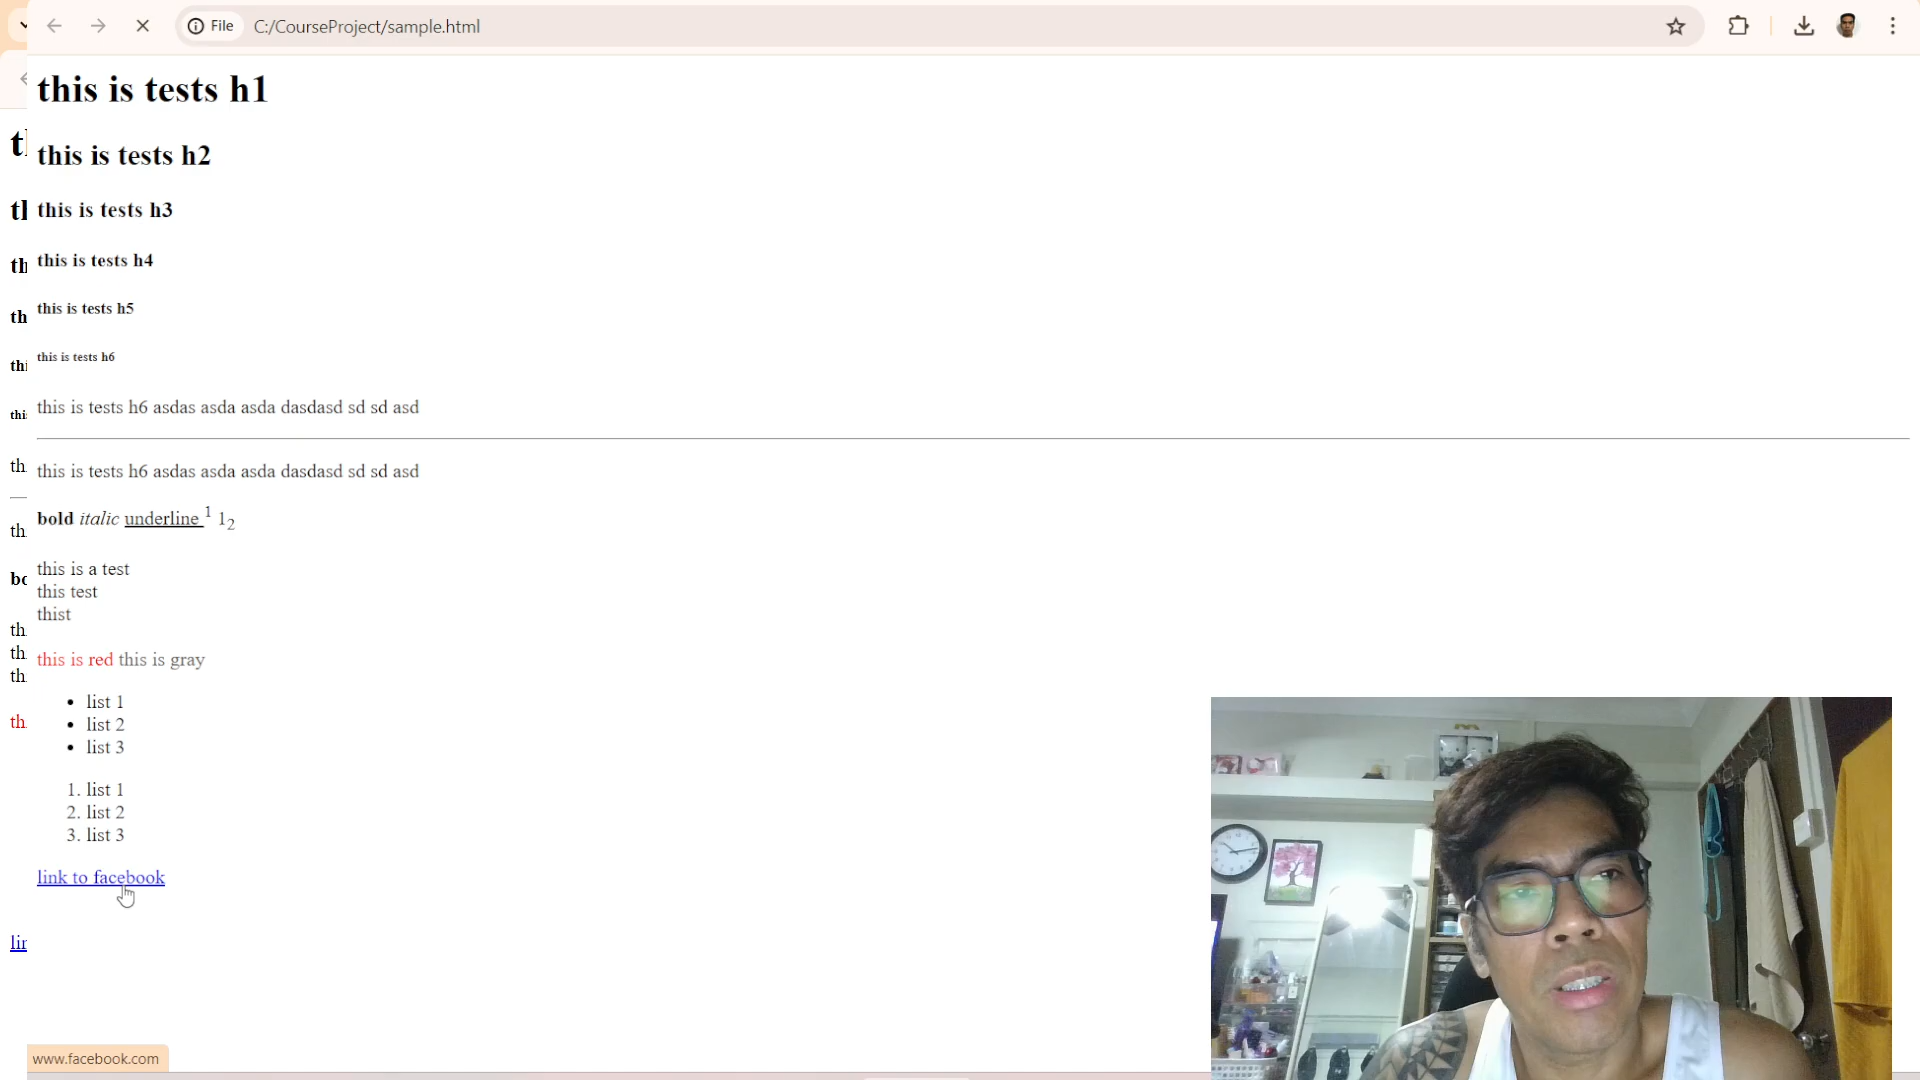 File C:/CourseProject/sample.html
this is tests h1
this is tests h2
this is tests h3
this is tests h4
this is tests h5
this is tests h6
this is tests h6 asdas asda asda dasdasd sd sd asd
this is tests h6 asdas asda asda dasdasd sd sd asd
bold italic underline 1 12
this is a test
this test
thist
this is red this is gray
• list 1
• list 2
• list 3
1. list 1
2. list 2
3. list 3
link to facebook
www.facebook.com